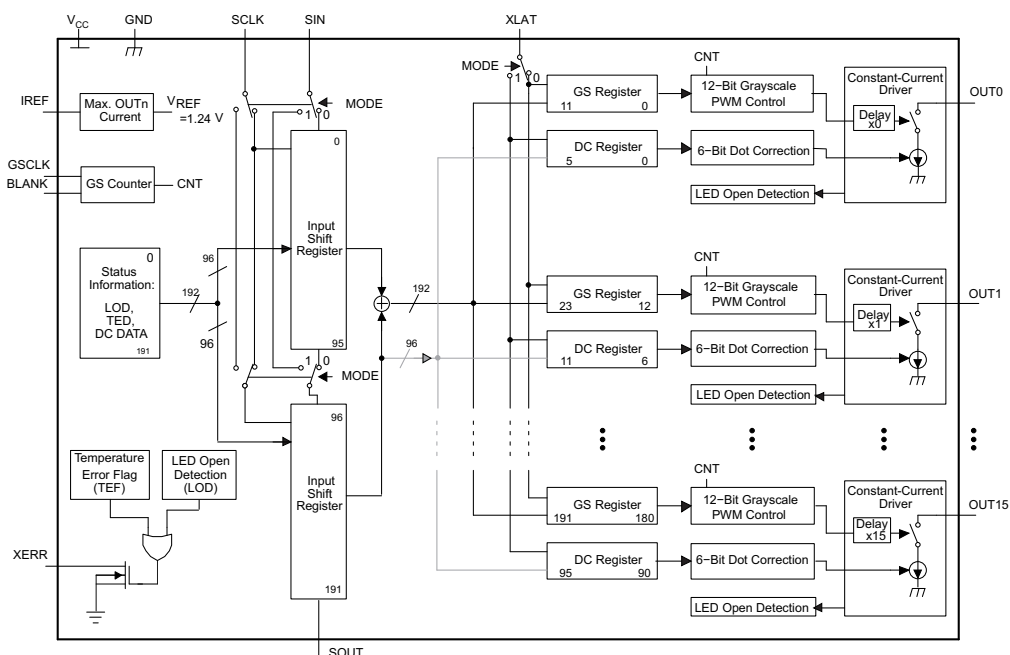 VCC
GND
SCLK
SIN
XLAT
IREF
Max. OUTn
Current
VREF
=1.24 V
GSCLK
BLANK
GS Counter
CNT
0
Status
Information:
LOD,
TED,
DC DATA
191
192
96
96
MODE
1
0
0
Input
Shift
Register
95
1
0
MODE
96
Input
Shift
Register
191
SOUT
192
96
Temperature
Error Flag
(TEF)
LED Open
Detection
(LOD)
XERR
MODE
1
0
GS Register
11
0
DC Register
5
0
CNT
12−Bit Grayscale
PWM Control
6−Bit Dot Correction
LED Open Detection
Constant-Current
Driver
Delay
x0
OUT0
GS Register
23
12
DC Register
11
6
CNT
12−Bit Grayscale
PWM Control
6−Bit Dot Correction
LED Open Detection
Constant-Current
Driver
Delay
x1
OUT1
GS Register
191
180
DC Register
95
90
CNT
12−Bit Grayscale
PWM Control
6−Bit Dot Correction
LED Open Detection
Constant-Current
Driver
Delay
x15
OUT15